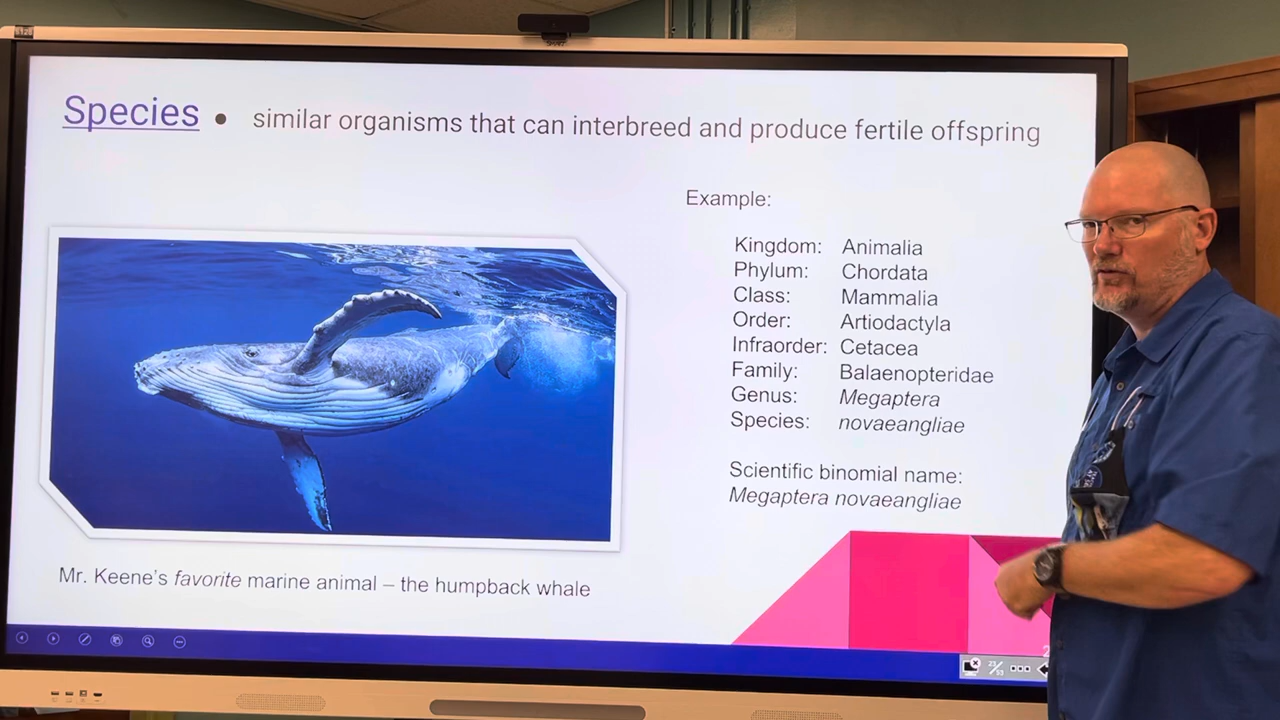 Species • similar organisms that can interbreed and produce fertile offspring
Example:
Kingdom: Animalia
Phylum: Chordata
Class: Mammalia
Order: Artiodactyla
Infraorder: Cetacea
Family: Balaenopteridae
Genus: Megaptera
Species: novaeangliae
Scientific binomial name:
Megaptera novaeangliae
Mr. Keene's favorite marine animal – the humpback whale
23/53